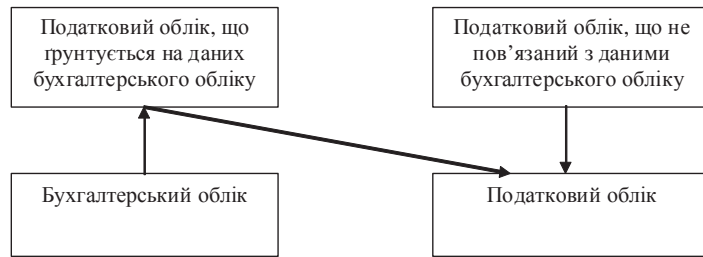 Податковий облік, що
ґрунтується на даних
бухгалтерського обліку
Податковий облік, що не
пов’язаний з даними
бухгалтерського обліку
Бухгалтерський облік
Податковий облік